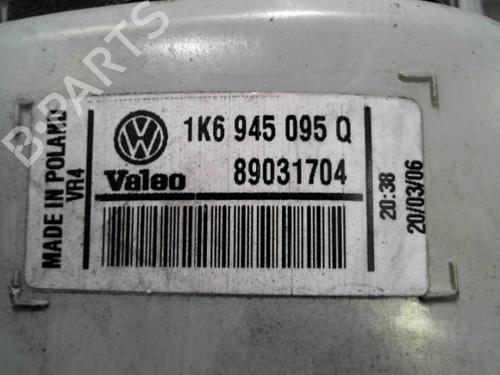 B-PARTS
MADE IN POLAND
VR4
1K6 945 095 Q
Valeo
89031704
20:38
20/03/06